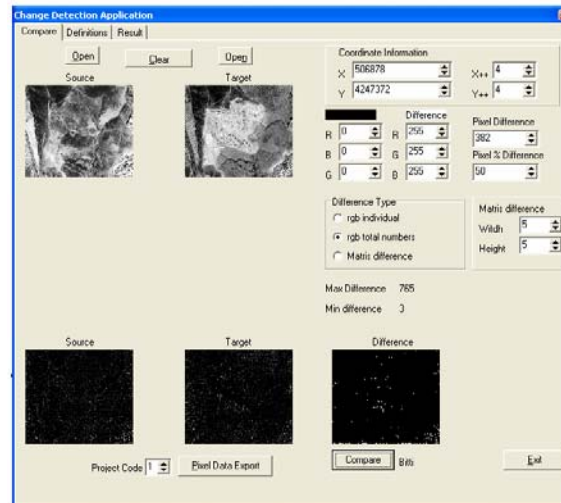 Change Detection Application
Compare Definitions Result
Open Clear Open
Source Target
Coordinate Information
X 506878 X++ 4
Y 4247372 Y++ 4
Difference
R 0 R 255
B 0 G 255
G 0 B 255
Pixel Difference
382
Pixel % Difference
50
Difference Type
rgb individual
rgb total numbers
Matris difference
Matris difference
Witdh 5
Height 5
Max Difference 765
Min difference 3
Source Target Difference
Project Code 1 Pixel Data Export Compare Bitti Exit